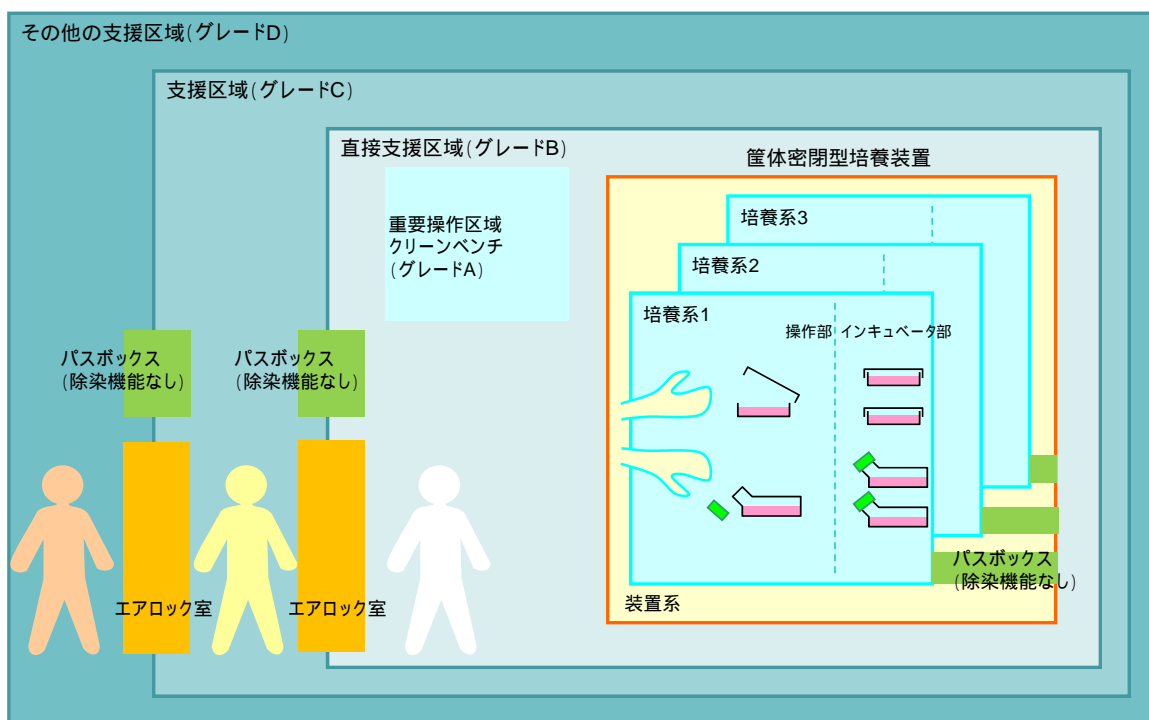 その他の支援区域(グレードD)
支援区域(グレードC)
直接支援区域(グレードB)
筐体密閉型培養装置
重要操作区域
クリーンベンチ
(グレードA)
培養系3
培養系2
培養系1
操作部
インキュベータ部
パスボックス
(除染機能なし)
パスボックス
(除染機能なし)
パスボックス
(除染機能なし)
エアロック室
エアロック室
装置系